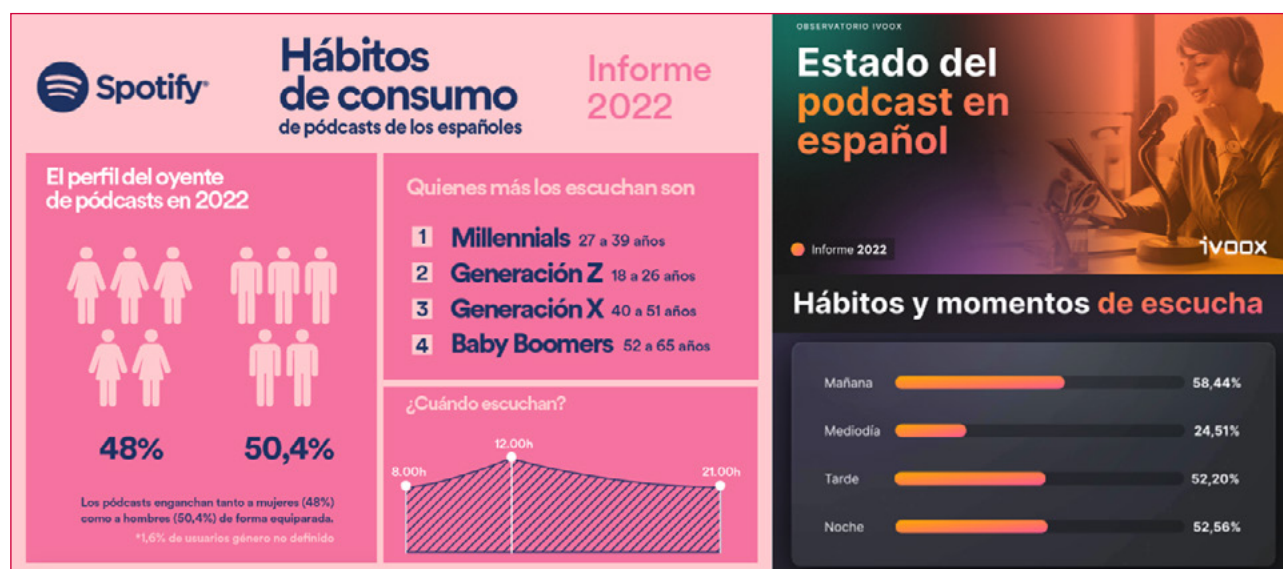 Spotify®
Hábitos
de consumo
de pódcasts de los españoles
Informe
2022
El perfil del oyente
de pódcasts en 2022
48%
50,4%
Los pódcasts enganchan tanto a mujeres (48%)
como a hombres (50,4%) de forma equiparada.
*1,6% de usuarios género no definido
Quienes más los escuchan son
1 Millennials 27 a 39 años
2 Generación Z 18 a 26 años
3 Generación X 40 a 51 años
4 Baby Boomers 52 a 65 años
¿Cuándo escuchan?
8.00h
12.00h
21.00h
OBSERVATORIO IVOOX
Estado del
podcast en
español
Informe 2022
ivoox
Hábitos y momentos de escucha
Mañana 58,44%
Mediodía 24,51%
Tarde 52,20%
Noche 52,56%